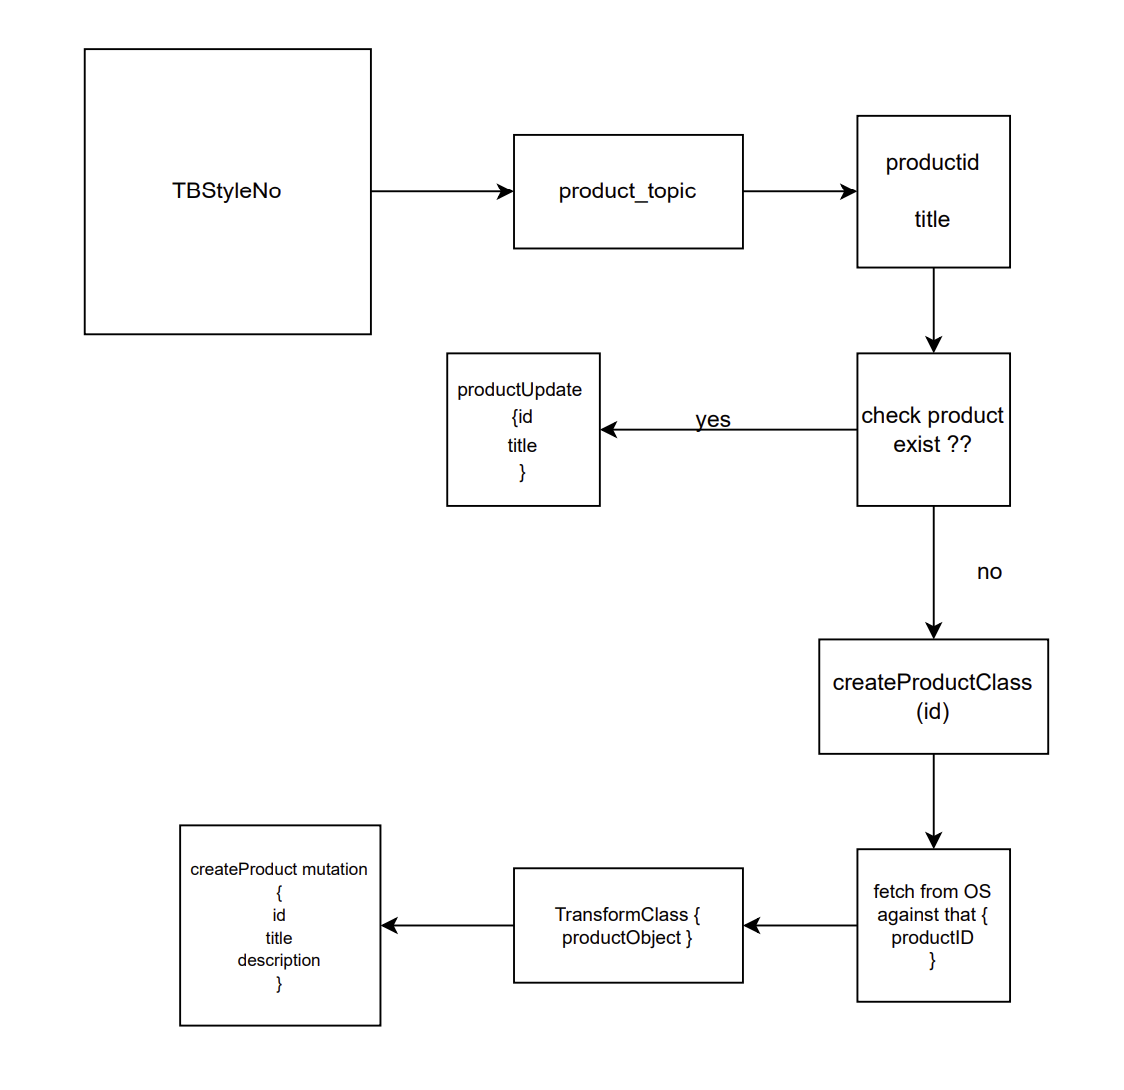 TBStyleNo
product_topic
productid
title
check product
exist ??
yes
productUpdate
{id
title
}
no
createProductClass
(id)
fetch from OS
against that {
productID
}
TransformClass {
productObject }
createProduct mutation
{
id
title
description
}